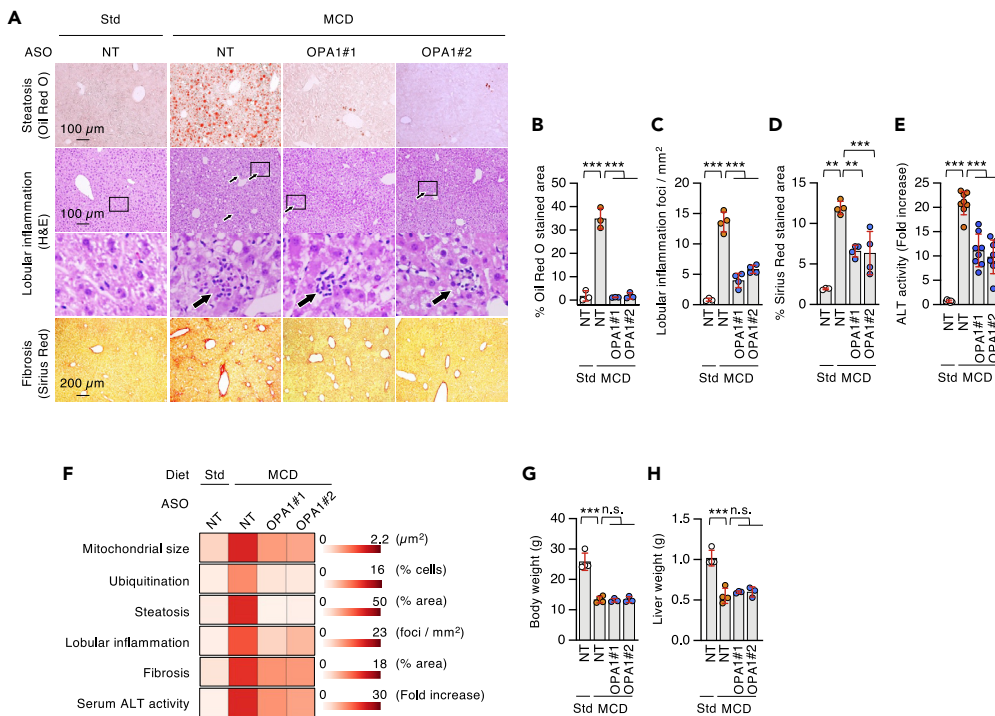 A
Std
MCD
ASO
NT
NT
OPA1#1
OPA1#2
Steatosis
(Oil Red O)
100 µm
Lobular inflamation
(H&E)
100 µm
Fibrosis
(Sirius Red)
200 µm
B
% Oil Red O stained area
50
40
30
20
10
0
***
***
NT
NT
OPA1#1
OPA1#2
Std
MCD
C
Lobular inflammation foci / mm²
20
15
10
5
0
***
***
NT
NT
OPA1#1
OPA1#2
Std
MCD
D
% Sirius Red stained area
20
15
10
5
0
***
**
**
NT
NT
OPA1#1
OPA1#2
Std
MCD
E
ALT activity (Fold increase)
25
20
15
10
5
0
***
***
NT
NT
OPA1#1
OPA1#2
Std
MCD
F
Diet
Std
MCD
ASO
NT
NT
OPA1#1
OPA1#2
Mitochondrial size
0
2.2
(µm²)
Ubiquitination
0
16
(% cells)
Steatosis
0
50
(% area)
Lobular inflammation
0
23
(foci / mm²)
Fibrosis
0
18
(% area)
Serum ALT activity
0
30
(Fold increase)
G
Body weight (g)
40
30
20
10
0
***
n.s.
NT
NT
OPA1#1
OPA1#2
Std
MCD
H
Liver weight (g)
1.5
1.0
0.5
0.0
***
n.s.
NT
NT
OPA1#1
OPA1#2
Std
MCD